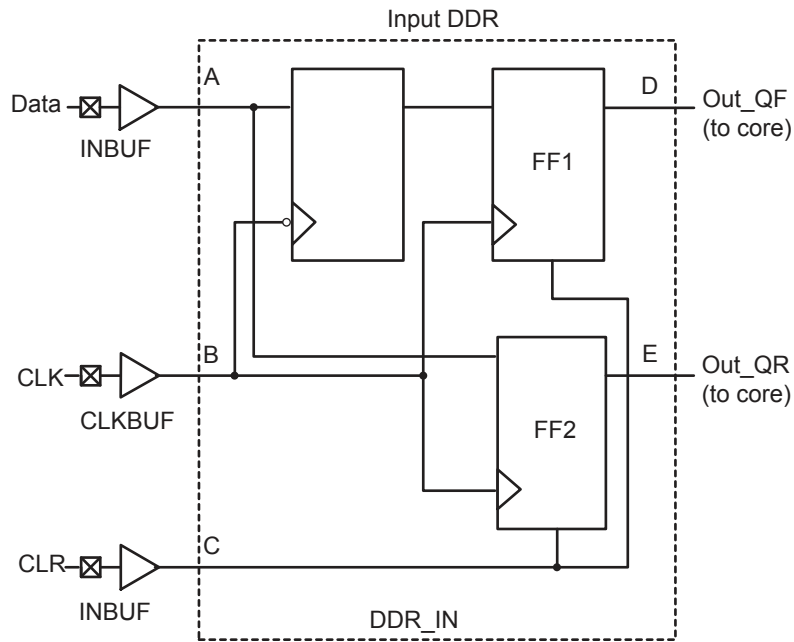 Input DDR
A
Data
INBUF
D
Out_QF
(to core)
FF1
B
CLK
CLKBUF
E
Out_QR
(to core)
FF2
C
CLR
INBUF
DDR_IN